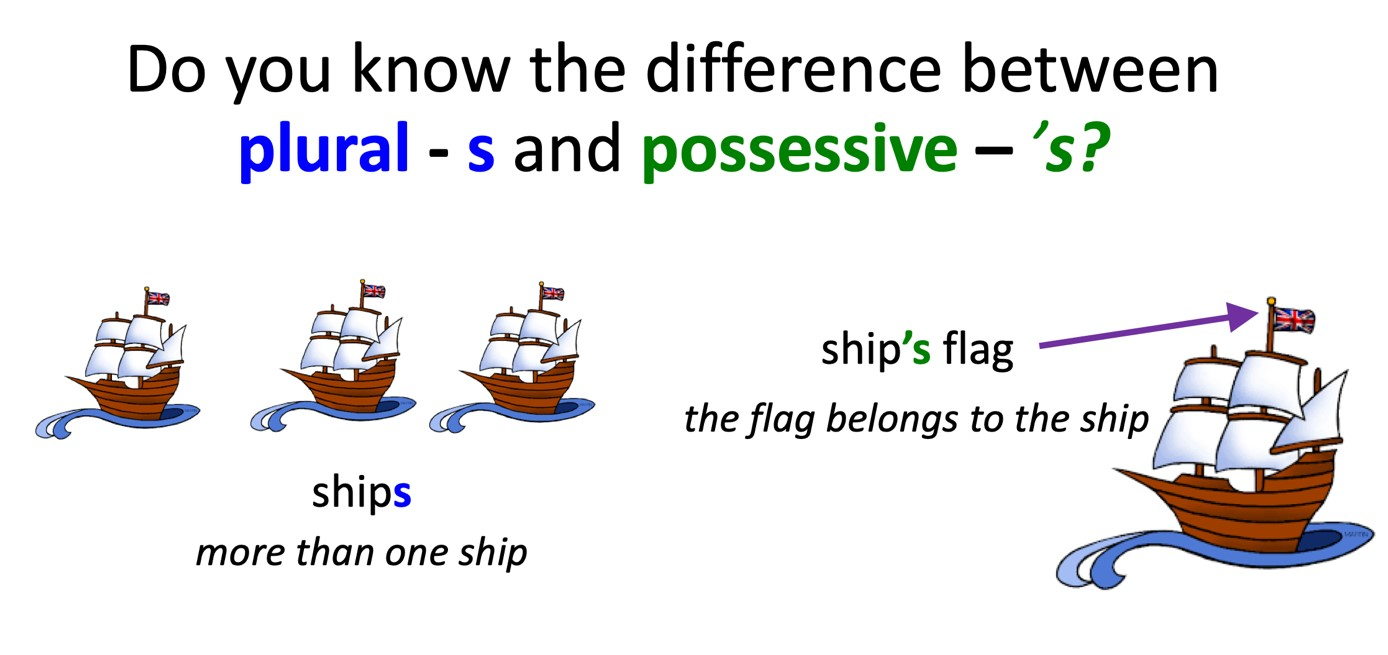 Do you know the difference between
plural - s and possessive – ’s?
ship’s flag
the flag belongs to the ship
ships
more than one ship
MARTIN